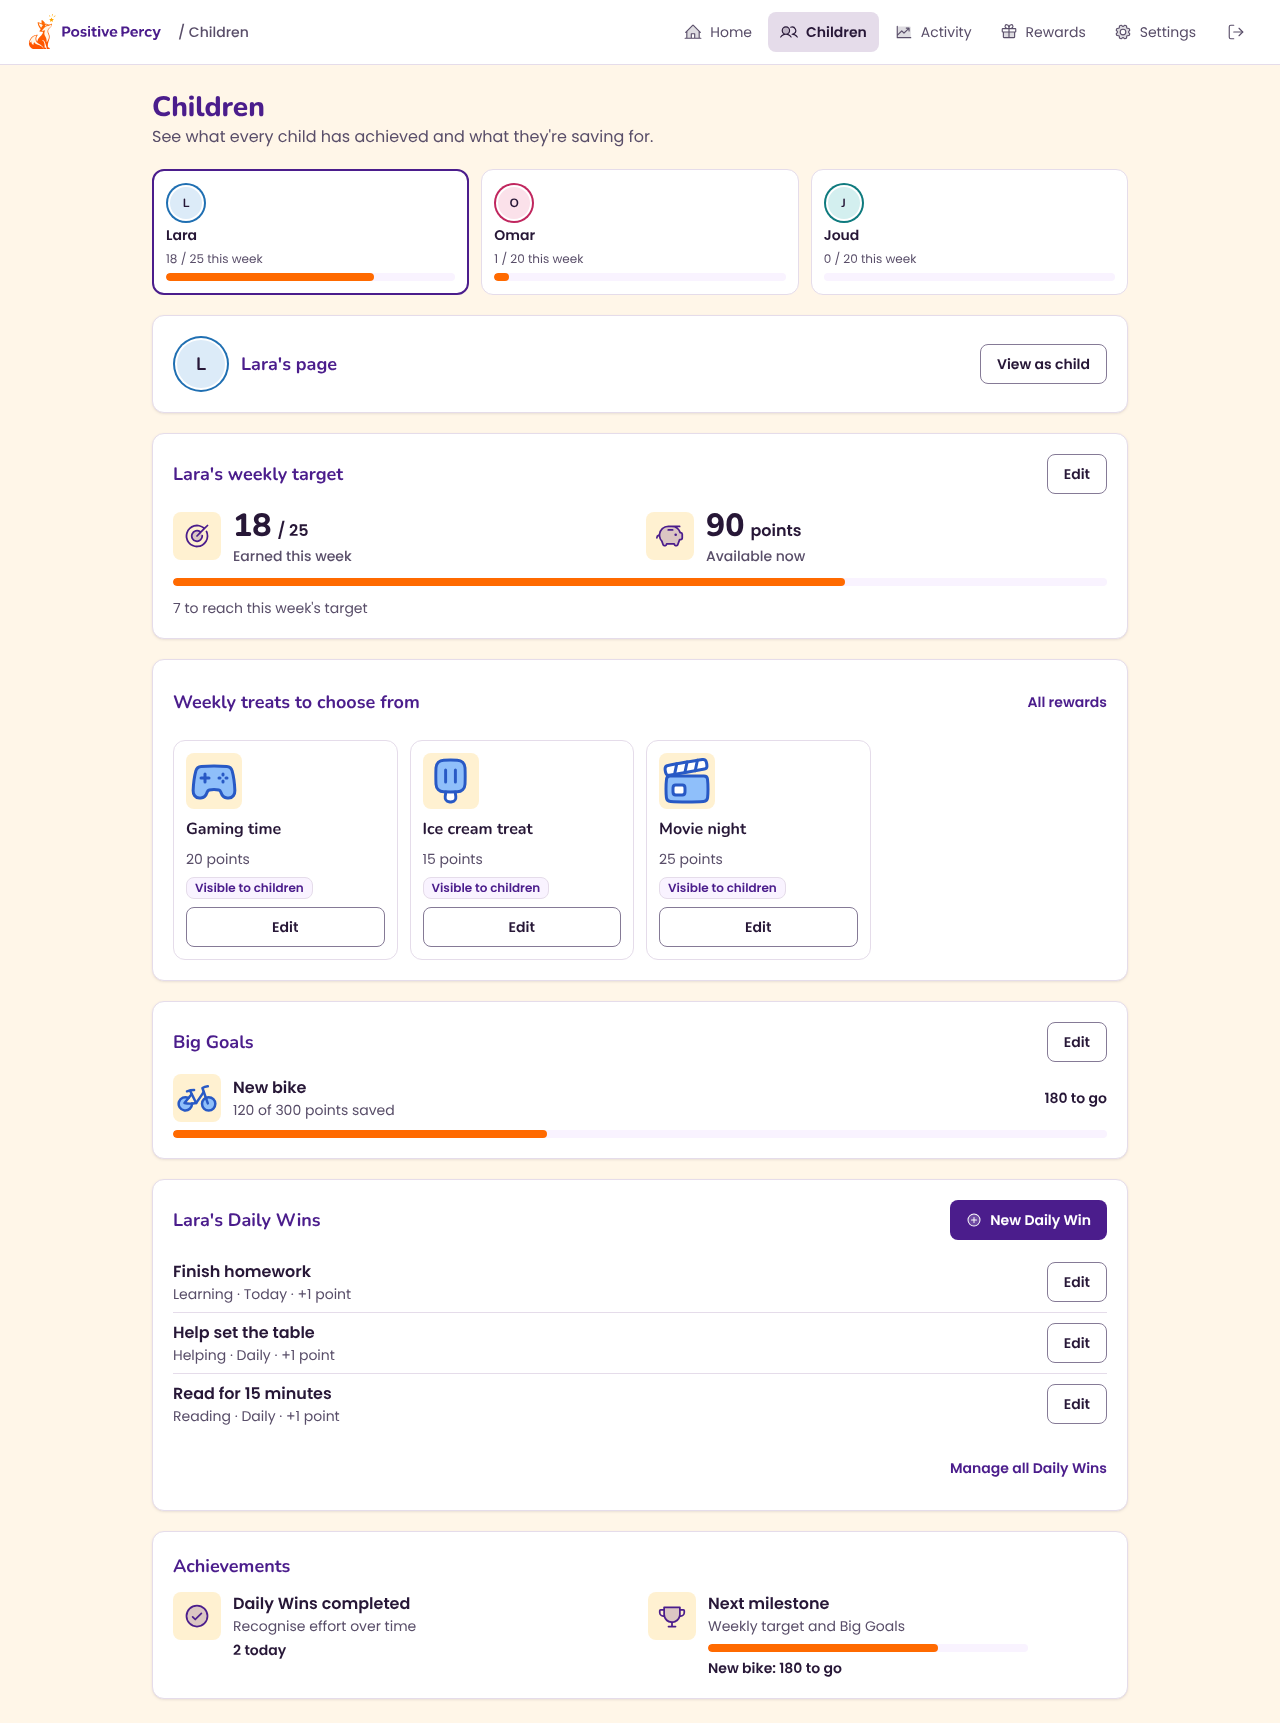 Positive Percy / Children
Home
Children
Activity
Rewards
Settings
Children
See what every child has achieved and what they're saving for.
L
Lara
18 / 25 this week
O
Omar
1 / 20 this week
J
Joud
0 / 20 this week
L
Lara's page
View as child
Lara's weekly target
Edit
18 / 25
Earned this week
90 points
Available now
7 to reach this week's target
Weekly treats to choose from
All rewards
Gaming time
20 points
Visible to children
Edit
Ice cream treat
15 points
Visible to children
Edit
Movie night
25 points
Visible to children
Edit
Big Goals
Edit
New bike
120 of 300 points saved
180 to go
Lara's Daily Wins
New Daily Win
Finish homework
Learning · Today · +1 point
Edit
Help set the table
Helping · Daily · +1 point
Edit
Read for 15 minutes
Reading · Daily · +1 point
Edit
Manage all Daily Wins
Achievements
Daily Wins completed
Recognise effort over time
2 today
Next milestone
Weekly target and Big Goals
New bike: 180 to go